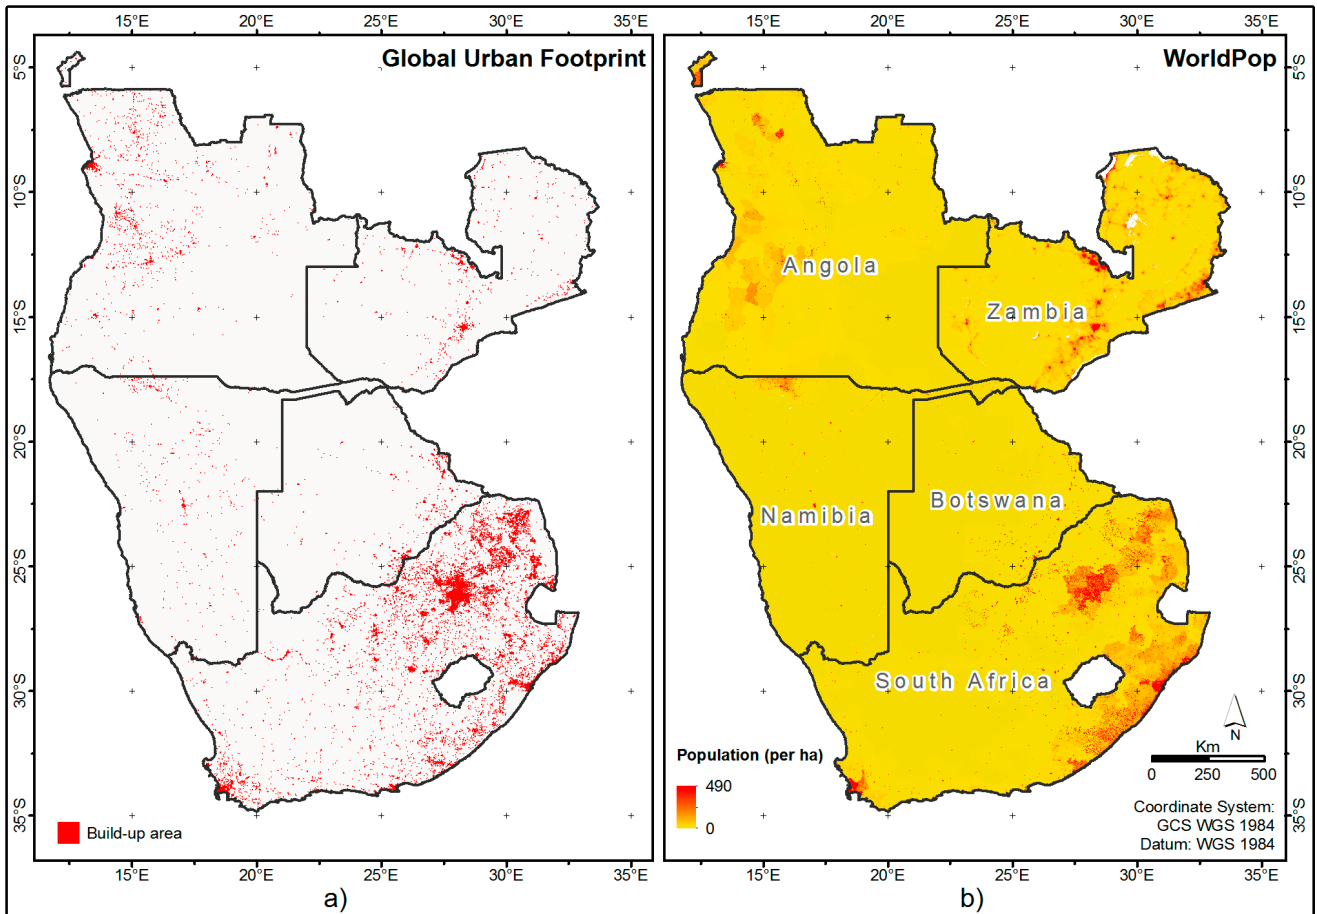 15°E 20°E 25°E 30°E 35°E 15°E 20°E 25°E 30°E 35°E
Global Urban Footprint
WorldPop
5°S 5°S
10°S 10°S
Angola
Zambia
15°S 15°S
20°S 20°S
Botswana
Namibia
25°S 25°S
South Africa
30°S 30°S
N
Population (per ha)
Km
0 250 500
490
0
Coordinate System:
GCS WGS 1984
Datum: WGS 1984
Build-up area
35°S 35°S
15°E 20°E 25°E 30°E 35°E 15°E 20°E 25°E 30°E 35°E
a) b)